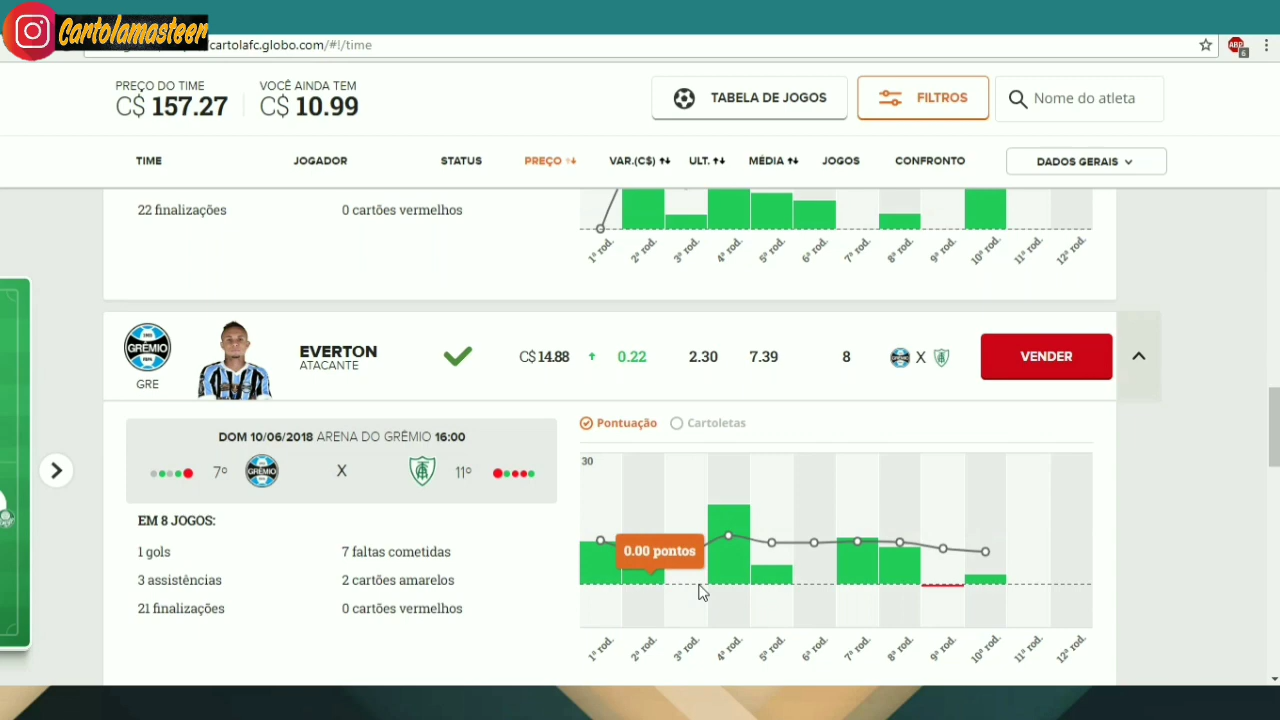 Cartolamasteer
cartolafc.globo.com/#!/time
ABP
6
PREÇO DO TIME
C$ 157.27
VOCÊ AINDA TEM
C$ 10.99
TABELA DE JOGOS
FILTROS
Nome do atleta
TIME JOGADOR STATUS PREÇO VAR.(C$) ULT. MÉDIA JOGOS CONFRONTO DADOS GERAIS
22 finalizações 0 cartões vermelhos
1ª rod. 2ª rod. 3ª rod. 4ª rod. 5ª rod. 6ª rod. 7ª rod. 8ª rod. 9ª rod. 10ª rod. 11ª rod. 12ª rod.
GRÊMIO
GRE
EVERTON
ATACANTE
C$ 14.88 0.22 2.30 7.39 8 X VENDER
Pontuação Cartoletas
DOM 10/06/2018 ARENA DO GRÊMIO 16:00
7º GRÊMIO X 11º
EM 8 JOGOS:
1 gols 7 faltas cometidas
3 assistências 2 cartões amarelos
21 finalizações 0 cartões vermelhos
30
0.00 pontos
1ª rod. 2ª rod. 3ª rod. 4ª rod. 5ª rod. 6ª rod. 7ª rod. 8ª rod. 9ª rod. 10ª rod. 11ª rod. 12ª rod.